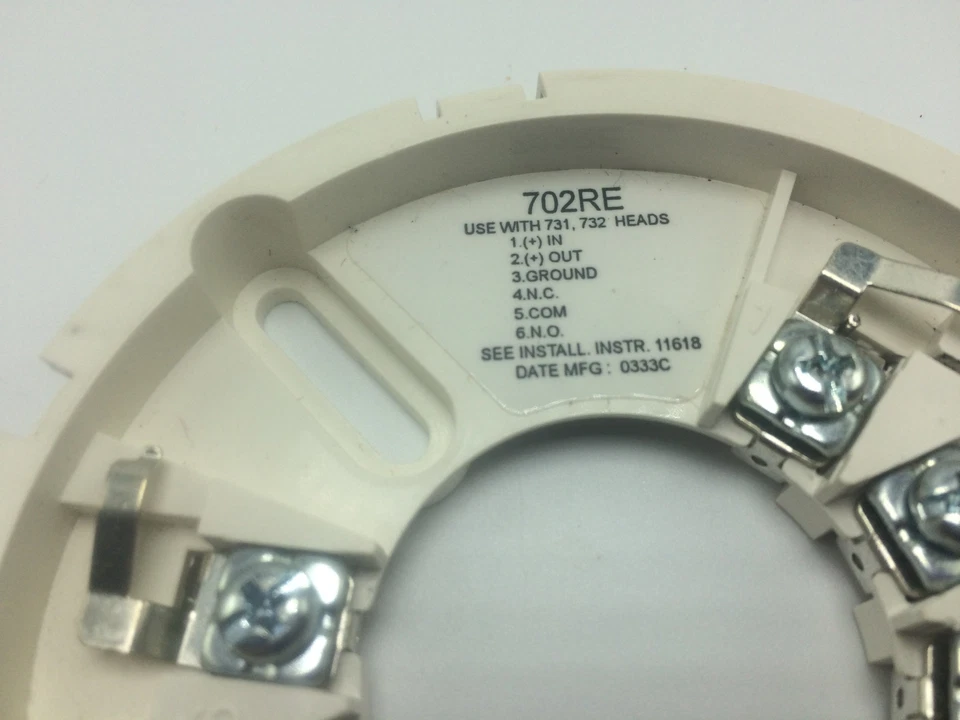 702RE
USE WITH 731, 732 HEADS
1.(+) IN
2.(+) OUT
3.GROUND
4.N.C.
5.COM
6.N.O.
SEE INSTALL. INSTR. 11618
DATE MFG : 0333C